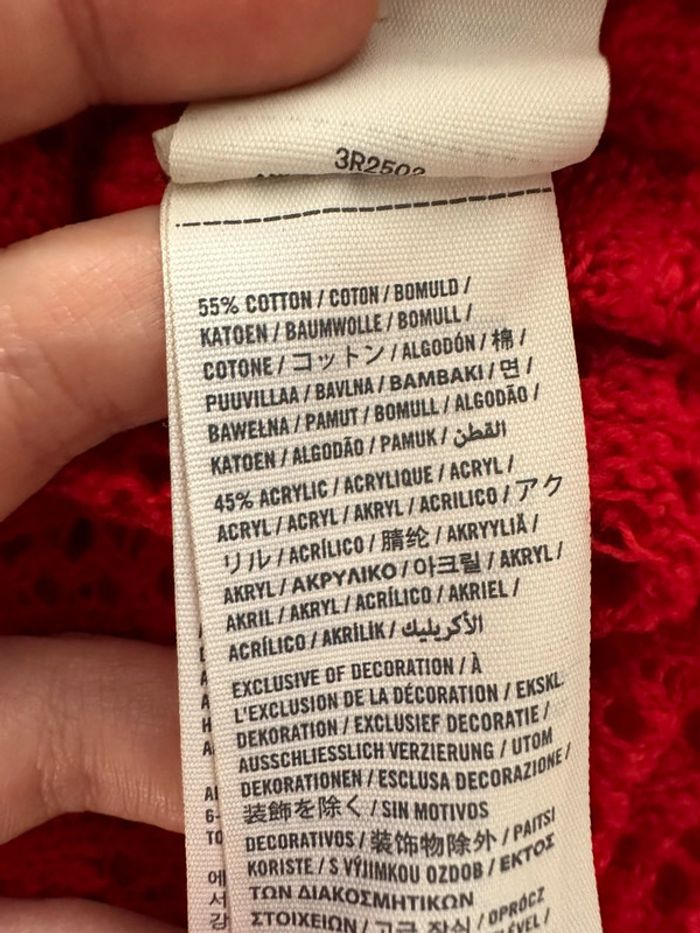 3R2502
55% COTTON / COTON / BOMULD /
KATOEN / BAUMWOLLE / BOMULL /
COTONE / コットン / ALGODÓN / 棉 /
PUUVILLAA / BAVLNA / ΒΑΜΒΑΚΙ / 면 /
BAWEŁNA / PAMUT / BOMULL / ALGODÃO /
KATOEN / ALGODÃO / PAMUK / القطن
45% ACRYLIC / ACRYLIQUE / ACRYL /
ACRYL / ACRYL / AKRYL / ACRILICO / アク
リル / ACRÍLICO / 腈纶 / AKRYYLIÄ /
AKRYL / ΑΚΡΥΛΙΚΟ / 아크릴 / AKRYL /
AKRIL / AKRYL / ACRÍLICO / AKRIEL /
ACRÍLICO / AKRİLİK / الأكريليك
EXCLUSIVE OF DECORATION / À
L'EXCLUSION DE LA DÉCORATION / EKSKL.
DEKORATION / EXCLUSIEF DECORATIE /
AUSSCHLIESSLICH VERZIERUNG / UTOM
DEKORATIONEN / ESCLUSA DECORAZIONE /
装飾を除く / SIN MOTIVOS
DECORATIVOS / 装饰物除外 / PAITSI
KORISTE / S VÝJIMKOU OZDOB / ΕΚΤΟΣ
ΤΩΝ ΔΙΑΚΟΣΜΗΤΙΚΩΝ
ΣΤΟΙΧΕΙΩΝ / 고급 장식 / OPRÓCZ